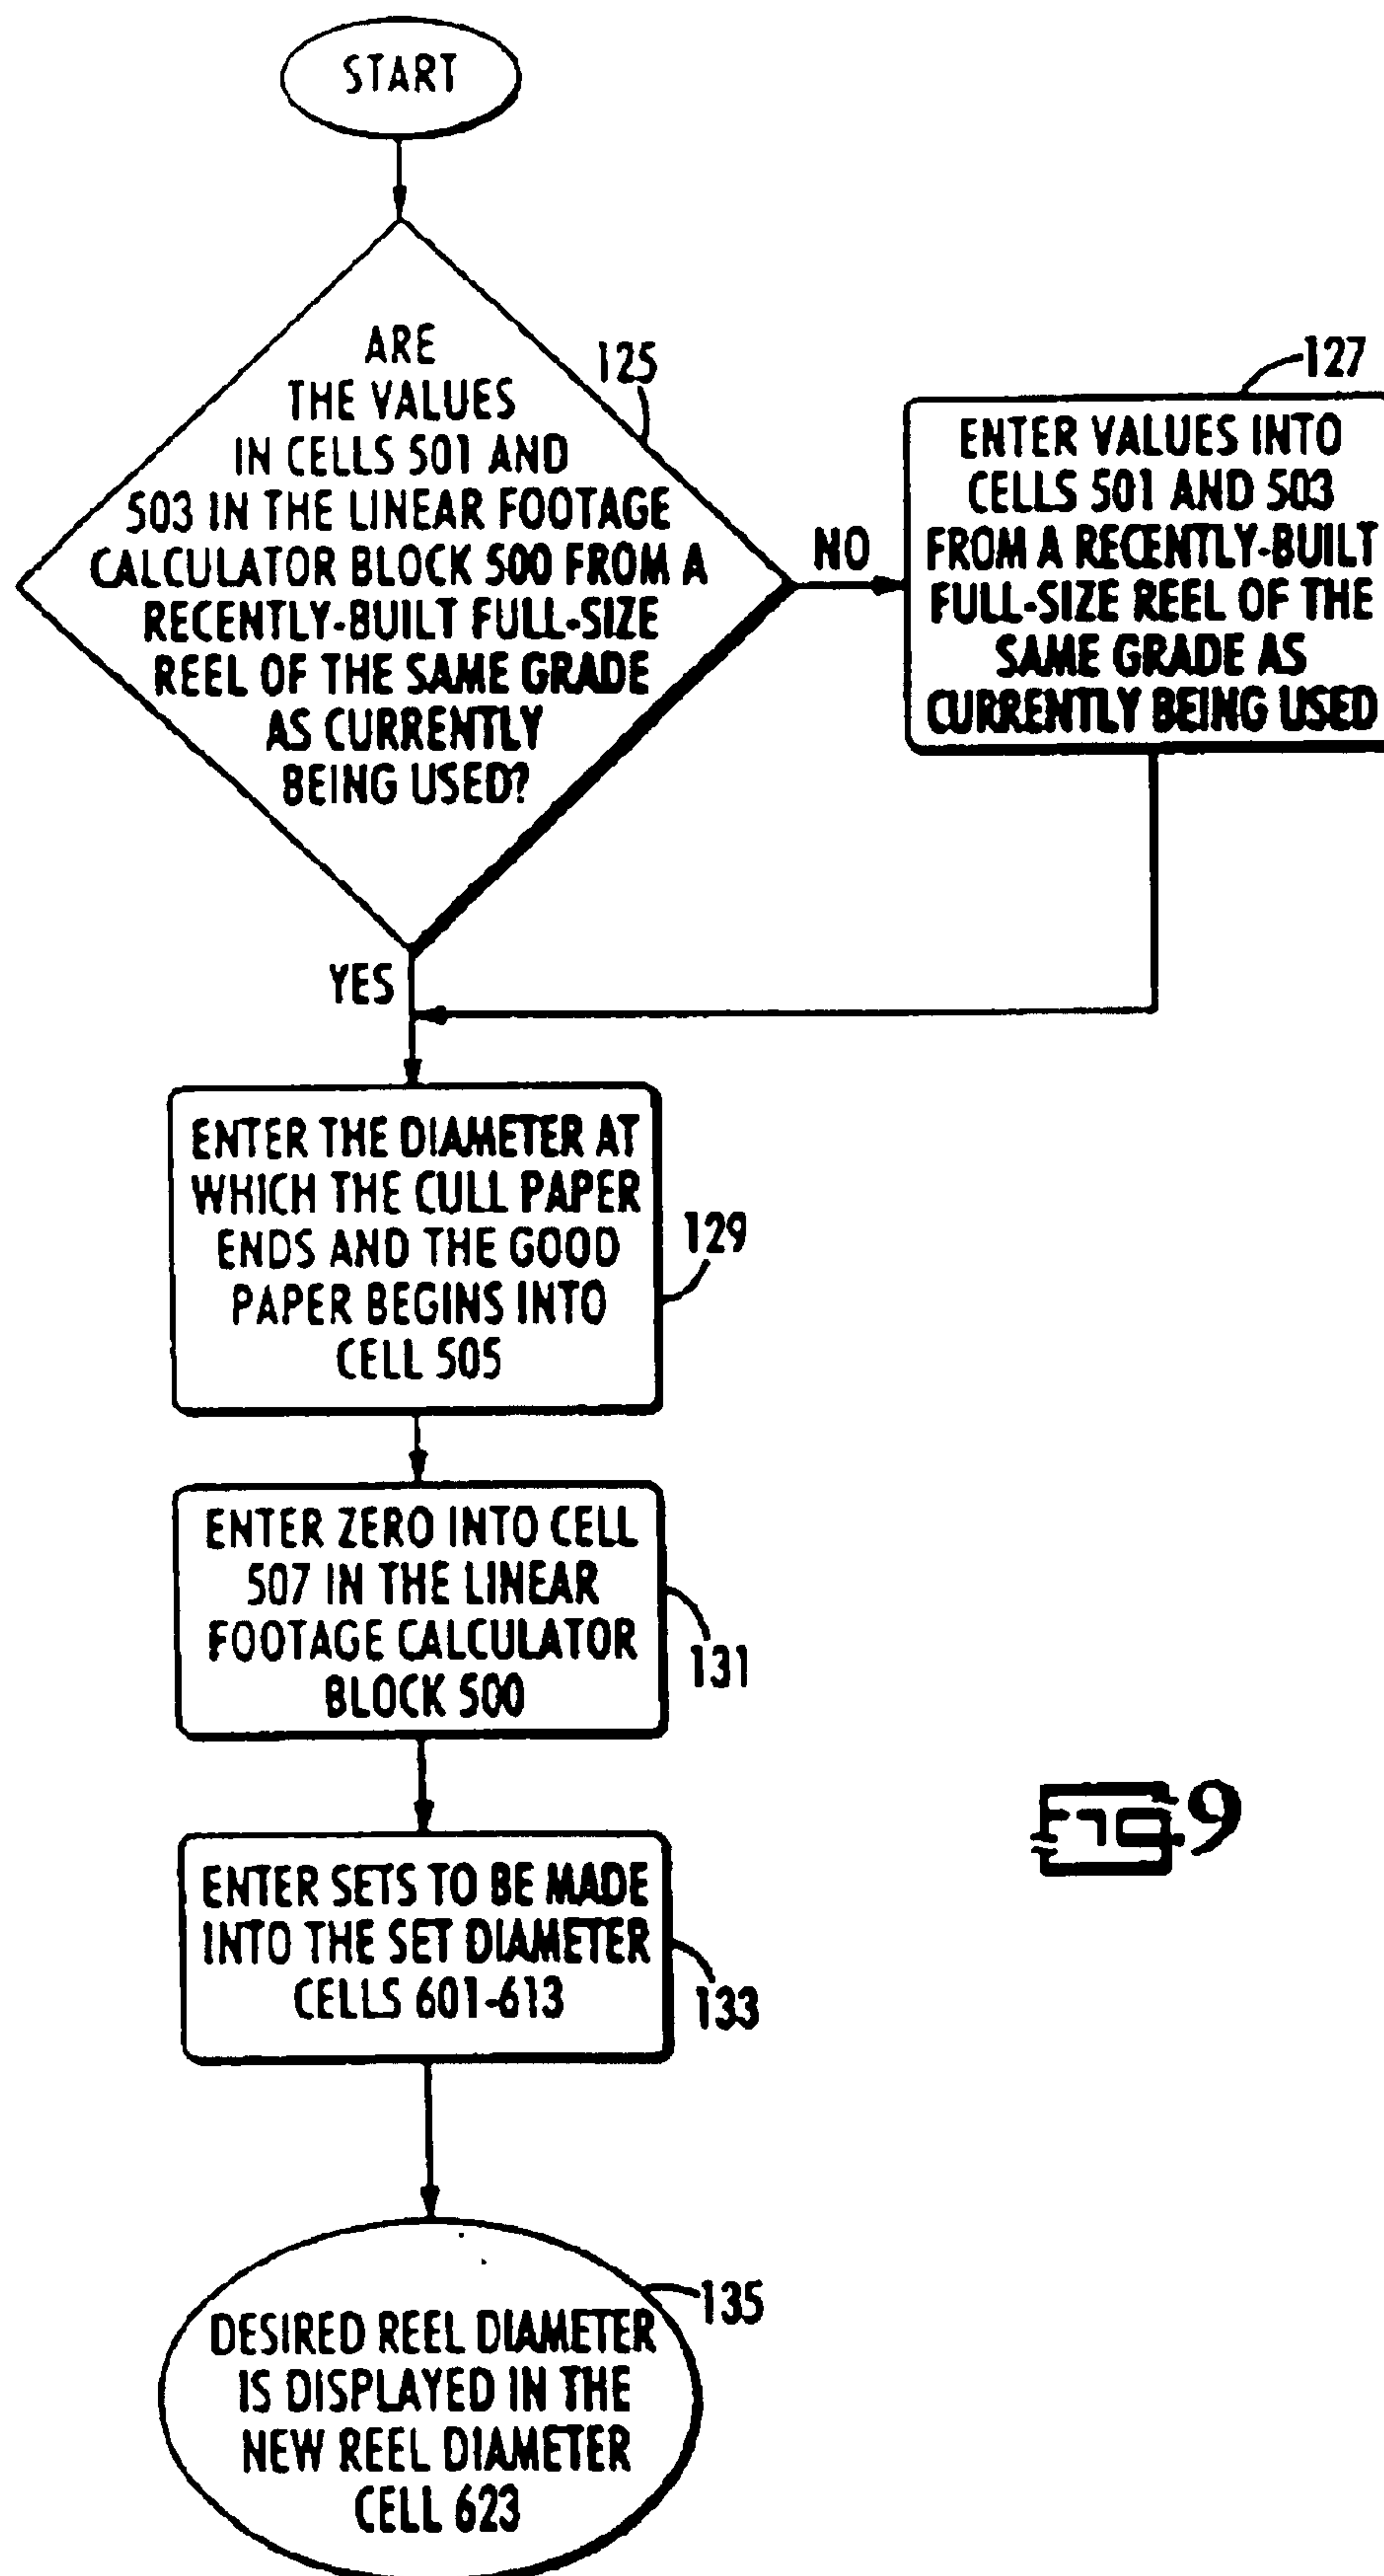 START
ARE
THE VALUES
IN CELLS 501 AND
503 IN THE LINEAR FOOTAGE
CALCULATOR BLOCK 500 FROM A
RECENTLY-BUILT FULL-SIZE
REEL OF THE SAME GRADE
AS CURRENTLY
BEING USED?
125
NO
127
ENTER VALUES INTO
CELLS 501 AND 503
FROM A RECENTLY-BUILT
FULL-SIZE REEL OF THE
SAME GRADE AS
CURRENTLY BEING USED
YES
ENTER THE DIAMETER AT
WHICH THE CULL PAPER
ENDS AND THE GOOD
PAPER BEGINS INTO
CELL 505
129
ENTER ZERO INTO CELL
507 IN THE LINEAR
FOOTAGE CALCULATOR
BLOCK 500
131
ENTER SETS TO BE MADE
INTO THE SET DIAMETER
CELLS 601-613
133
FIG 9
DESIRED REEL DIAMETER
IS DISPLAYED IN THE
NEW REEL DIAMETER
CELL 623
135